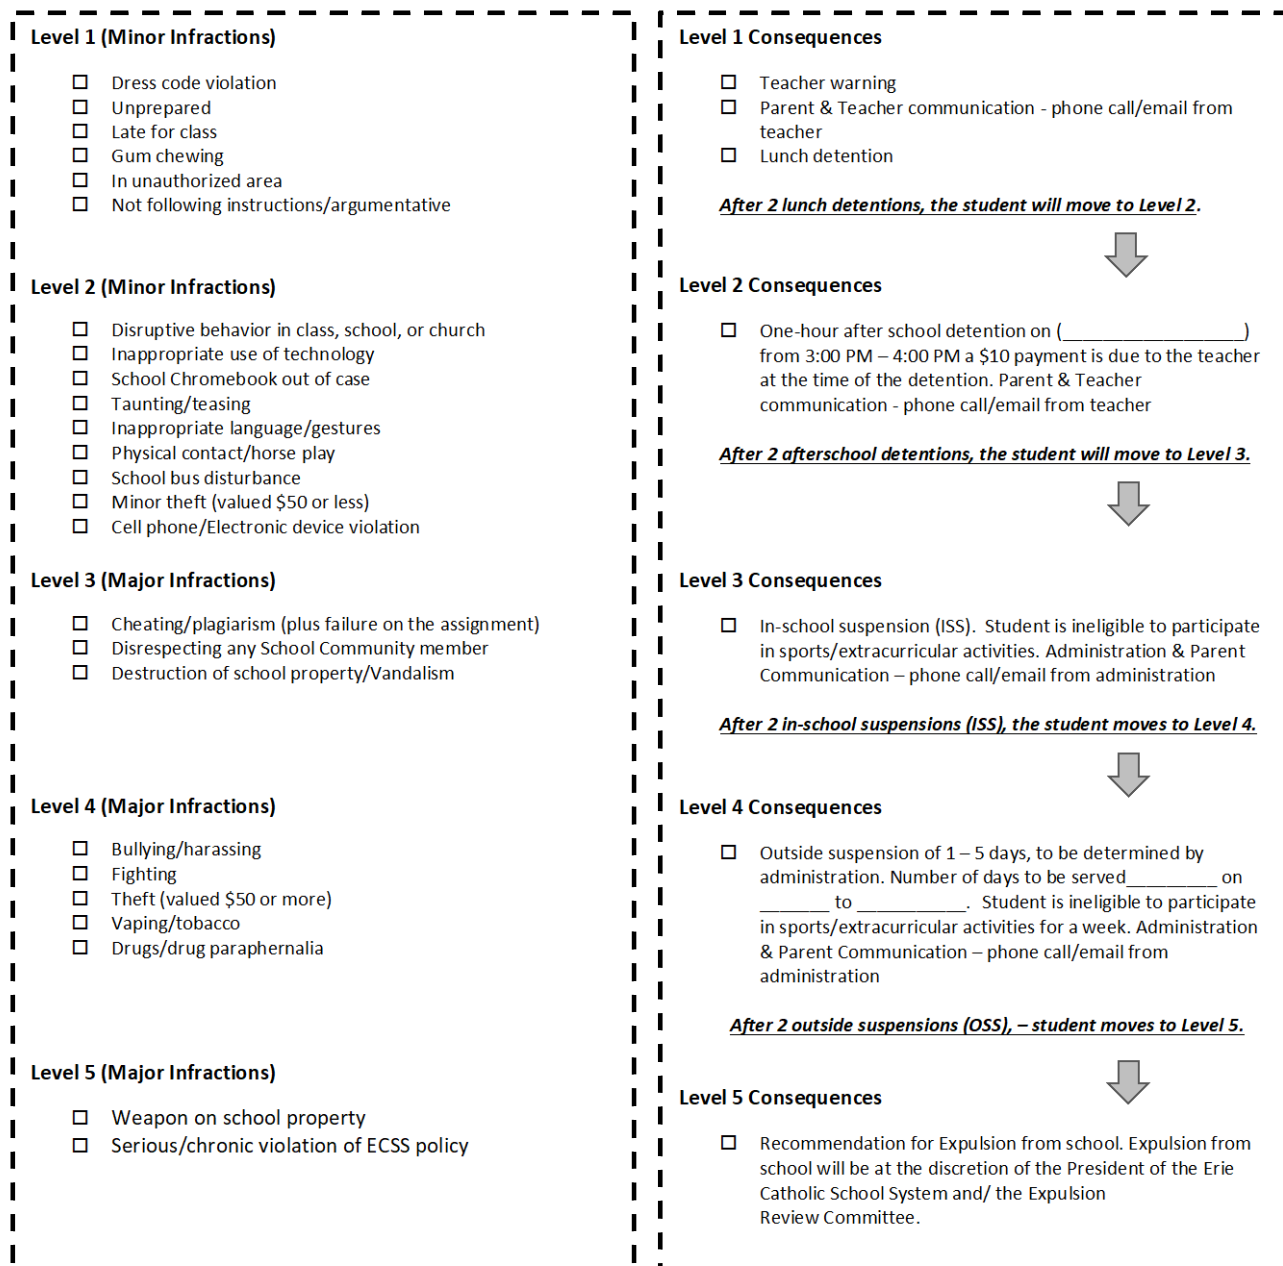 Level 1 (Minor Infractions)
☐ Dress code violation
☐ Unprepared
☐ Late for class
☐ Gum chewing
☐ In unauthorized area
☐ Not following instructions/argumentative
Level 2 (Minor Infractions)
☐ Disruptive behavior in class, school, or church
☐ Inappropriate use of technology
☐ School Chromebook out of case
☐ Taunting/teasing
☐ Inappropriate language/gestures
☐ Physical contact/horse play
☐ School bus disturbance
☐ Minor theft (valued $50 or less)
☐ Cell phone/Electronic device violation
Level 3 (Major Infractions)
☐ Cheating/plagiarism (plus failure on the assignment)
☐ Disrespecting any School Community member
☐ Destruction of school property/Vandalism
Level 4 (Major Infractions)
☐ Bullying/harassing
☐ Fighting
☐ Theft (valued $50 or more)
☐ Vaping/tobacco
☐ Drugs/drug paraphernalia
Level 5 (Major Infractions)
☐ Weapon on school property
☐ Serious/chronic violation of ECSS policy
Level 1 Consequences
☐ Teacher warning
☐ Parent & Teacher communication - phone call/email from
teacher
☐ Lunch detention
After 2 lunch detentions, the student will move to Level 2.
Level 2 Consequences
☐ One-hour after school detention on (__________________)
from 3:00 PM – 4:00 PM a $10 payment is due to the teacher
at the time of the detention. Parent & Teacher
communication - phone call/email from teacher
After 2 afterschool detentions, the student will move to Level 3.
Level 3 Consequences
☐ In-school suspension (ISS).  Student is ineligible to participate
in sports/extracurricular activities. Administration & Parent
Communication – phone call/email from administration
After 2 in-school suspensions (ISS), the student moves to Level 4.
Level 4 Consequences
☐ Outside suspension of 1 – 5 days, to be determined by
administration. Number of days to be served_________ on
_______ to ___________.  Student is ineligible to participate
in sports/extracurricular activities for a week. Administration
& Parent Communication – phone call/email from
administration
After 2 outside suspensions (OSS), – student moves to Level 5.
Level 5 Consequences
☐ Recommendation for Expulsion from school. Expulsion from
school will be at the discretion of the President of the Erie
Catholic School System and/ the Expulsion
Review Committee.